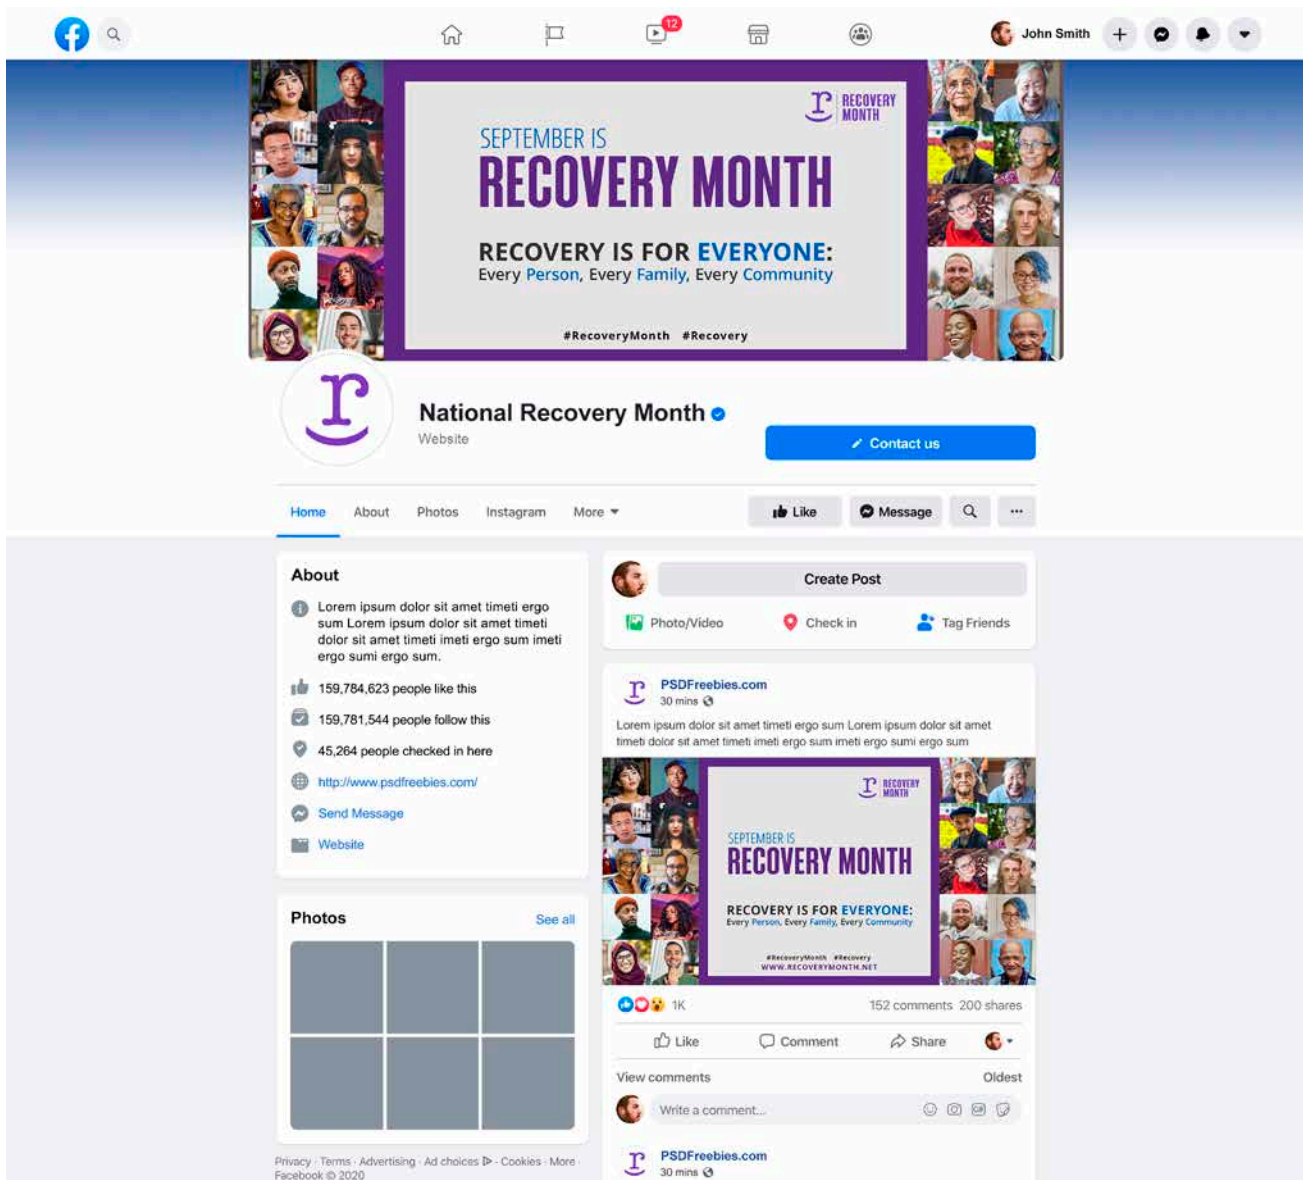 12
John Smith
r RECOVERY
MONTH
SEPTEMBER IS
RECOVERY MONTH
RECOVERY IS FOR EVERYONE:
Every Person, Every Family, Every Community
#RecoveryMonth #Recovery
r
National Recovery Month
Website
Contact us
Home About Photos Instagram More
Like Message
About
Lorem ipsum dolor sit amet timeti ergo
sum Lorem ipsum dolor sit amet timeti
dolor sit amet timeti imeti ergo sum imeti
ergo sumi ergo sum.
159,784,623 people like this
159,781,544 people follow this
45,264 people checked in here
http://www.psdfreebies.com/
Send Message
Website
Photos See all
Privacy · Terms · Advertising · Ad choices · Cookies · More ·
Facebook © 2020
Create Post
Photo/Video Check in Tag Friends
r PSDFreebies.com
30 mins
Lorem ipsum dolor sit amet timeti ergo sum Lorem ipsum dolor sit amet
timeti dolor sit amet timeti imeti ergo sum imeti ergo sumi ergo sum
r RECOVERY
MONTH
SEPTEMBER IS
RECOVERY MONTH
RECOVERY IS FOR EVERYONE:
Every Person, Every Family, Every Community
#RecoveryMonth #Recovery
WWW.RECOVERYMONTH.NET
1K 152 comments 200 shares
Like Comment Share
View comments Oldest
Write a comment... GIF
r PSDFreebies.com
30 mins